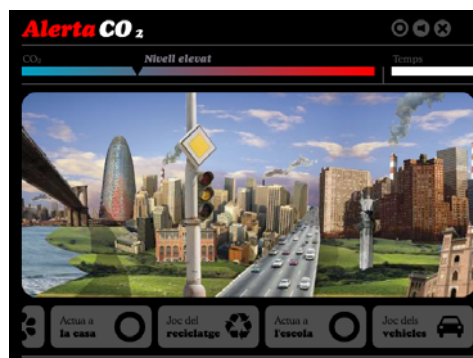 Alerta CO₂
CO₂ Nivell elevat Temps
Actua a
la casa
Joc del
reciclatge
Actua a
l'escola
Joc dels
vehicles